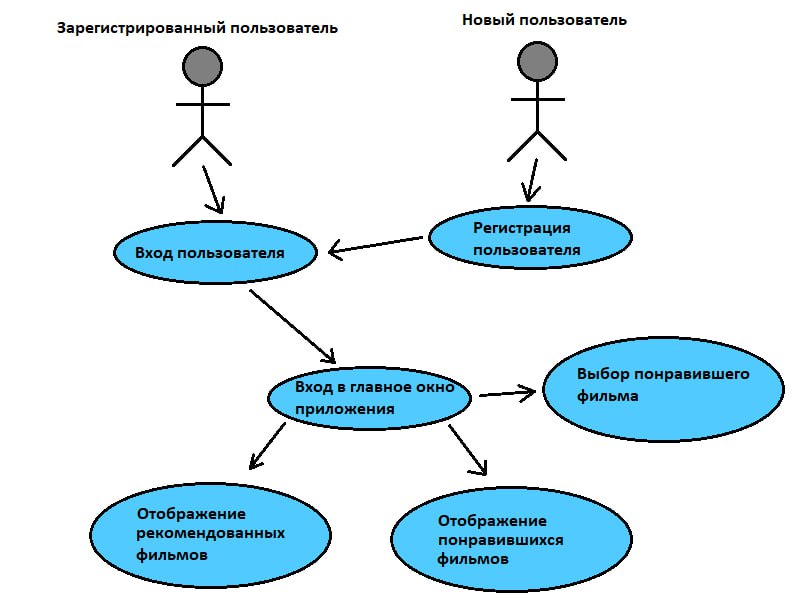 Зарегистрированный пользователь
Новый пользователь
Вход пользователя
Регистрация
пользователя
Вход в главное окно
приложения
Выбор понравившего
фильма
Отображение
рекомендованных
фильмов
Отображение
понравившихся
фильмов